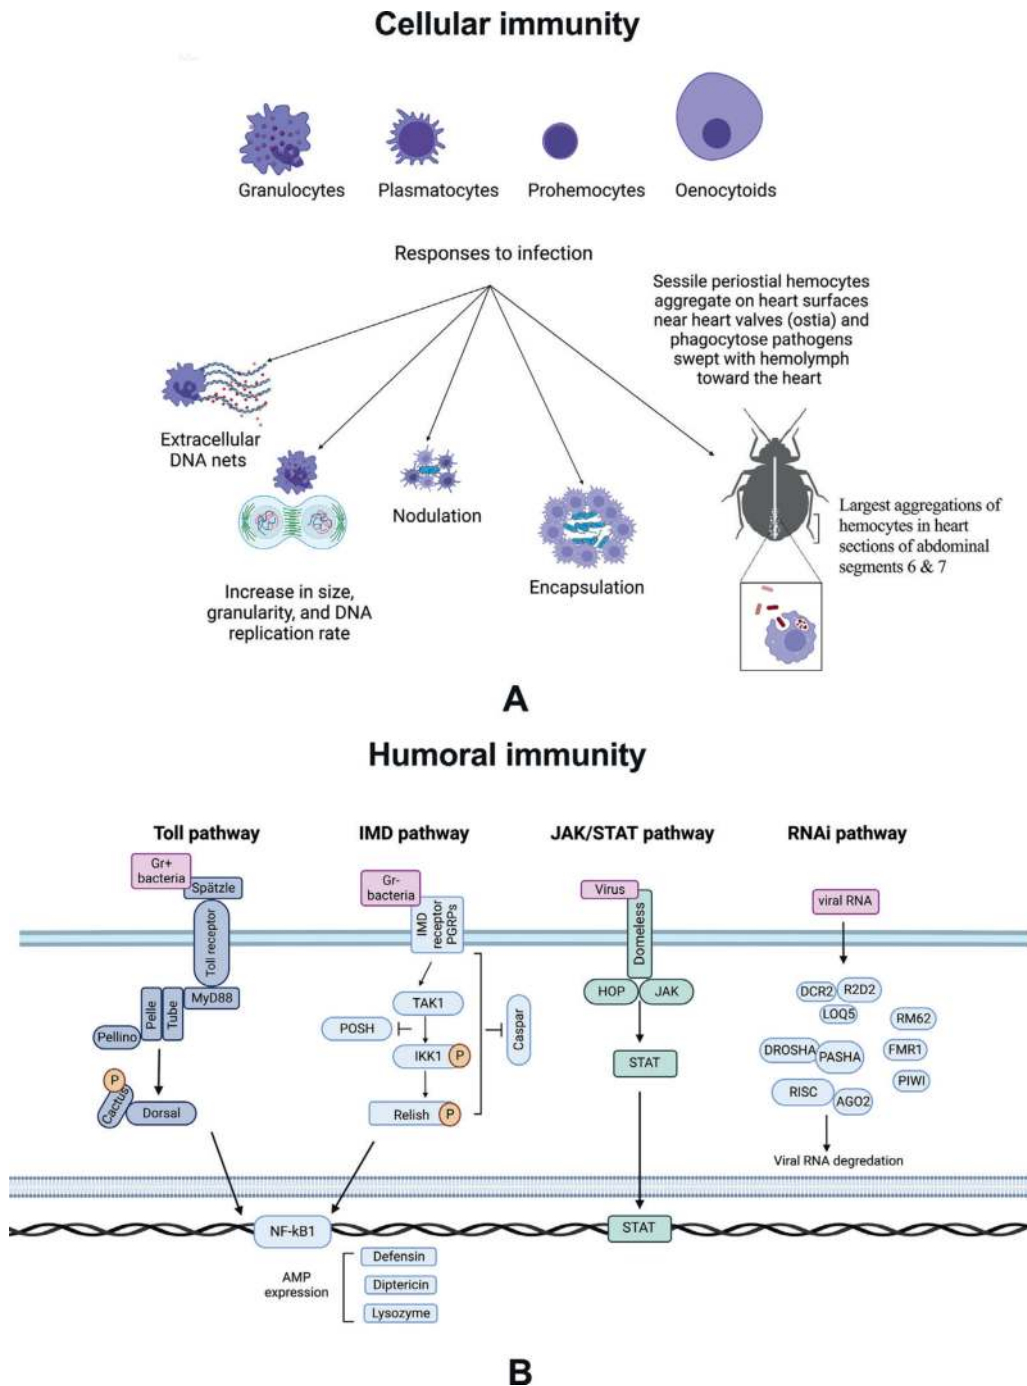 Cellular immunity
Granulocytes
Plasmatocytes
Prohemocytes
Oenocytoids
Responses to infection
Sessile periostial hemocytes
aggregate on heart surfaces
near heart valves (ostia) and
phagocytose pathogens
swept with hemolymph
toward the heart
Extracellular
DNA nets
Increase in size,
granularity, and DNA
replication rate
Nodulation
Encapsulation
Largest aggregations of
hemocytes in heart
sections of abdominal
segments 6 & 7
A
Humoral immunity
Toll pathway
Gr+
bacteria
Spätzle
Toll receptor
MyD88
Tube
Pelle
Pellino
P
Cactus
Dorsal
IMD pathway
Gr-
bacteria
IMD
receptor
PGRPs
TAK1
POSH
IKK1
P
Relish
P
Caspar
JAK/STAT pathway
Virus
Domeless
HOP
JAK
STAT
STAT
RNAi pathway
viral RNA
DCR2
R2D2
LOQ5
RM62
DROSHA
PASHA
FMR1
PIWI
RISC
AGO2
Viral RNA degredation
NF-kB1
AMP
expression
Defensin
Diptericin
Lysozyme
B